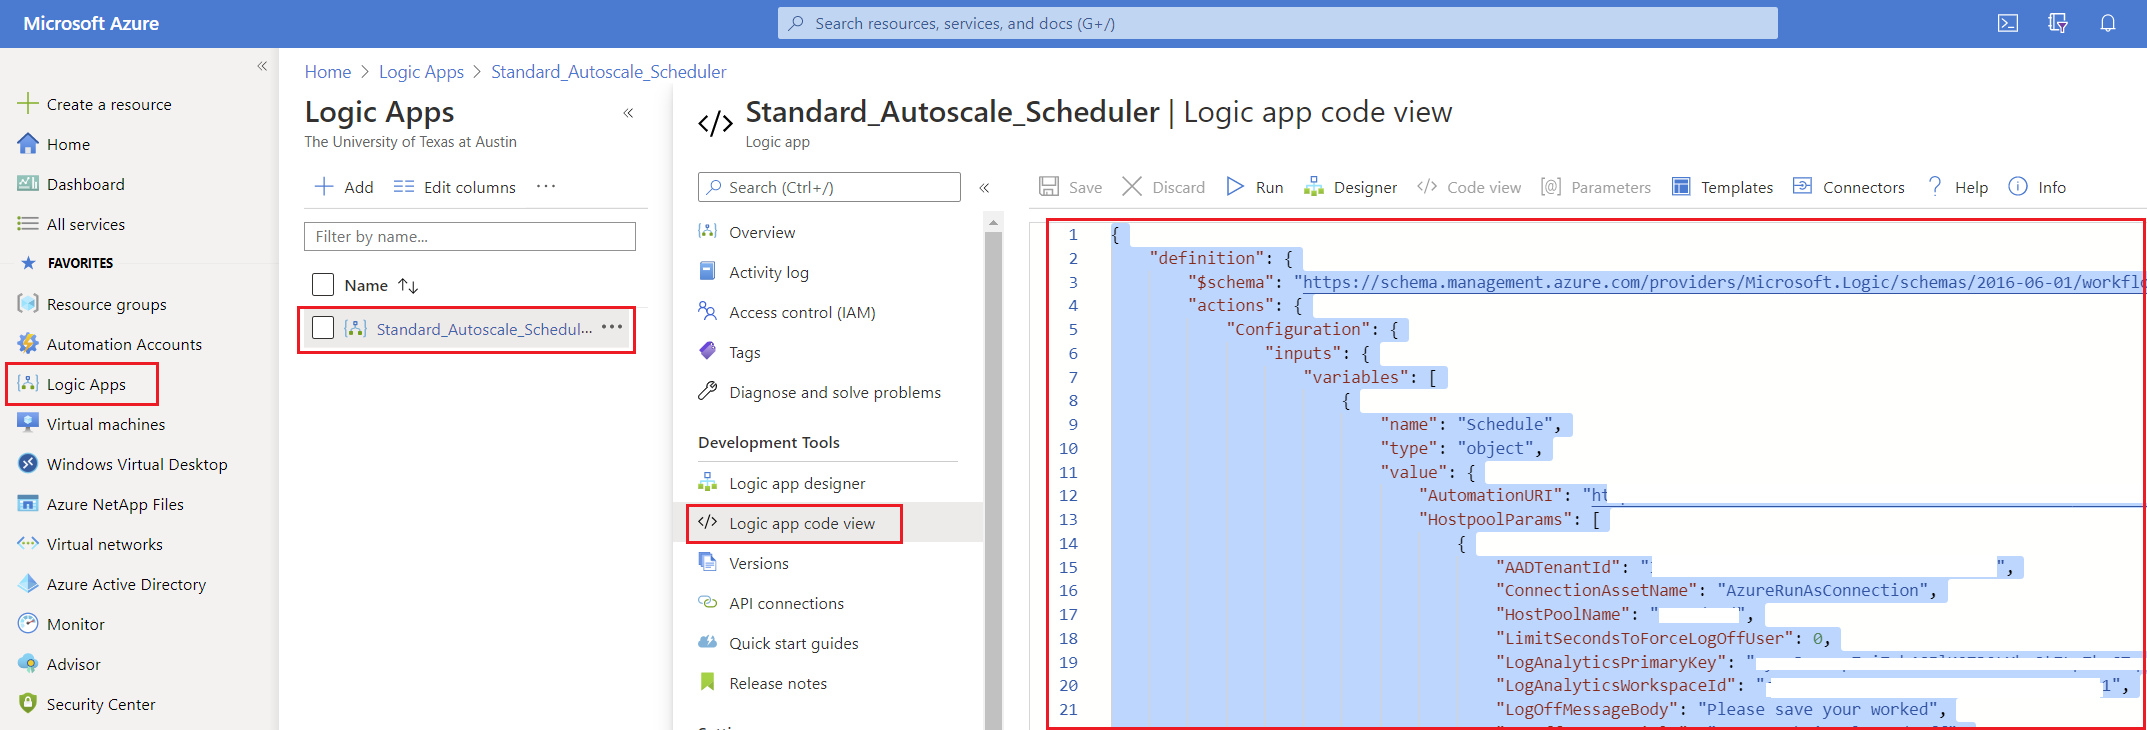 Microsoft Azure
Search resources, services, and docs (G+/)
«
Create a resource
Home
Dashboard
All services
FAVORITES
Resource groups
Automation Accounts
Logic Apps
Virtual machines
Windows Virtual Desktop
Azure NetApp Files
Virtual networks
Azure Active Directory
Monitor
Advisor
Security Center
Home > Logic Apps > Standard_Autoscale_Scheduler
Logic Apps «
The University of Texas at Austin
Add Edit columns ...
Filter by name...
Name ↑↓
Standard_Autoscale_Schedul... •••
</> Standard_Autoscale_Scheduler | Logic app code view
Logic app
Search (Ctrl+/) «
Overview
Activity log
Access control (IAM)
Tags
Diagnose and solve problems
Development Tools
Logic app designer
</> Logic app code view
Versions
API connections
Quick start guides
Release notes
Save Discard Run Designer </> Code view [@] Parameters Templates Connectors ? Help Info
1 {
2 "definition": {
3 "$schema": "https://schema.management.azure.com/providers/Microsoft.Logic/schemas/2016-06-01/workflo
4 "actions": {
5 "Configuration": {
6 "inputs": {
7 "variables": [
8 {
9 "name": "Schedule",
10 "type": "object",
11 "value": {
12 "AutomationURI": "ht
13 "HostpoolParams": [
14 {
15 "AADTenantId": " ",
16 "ConnectionAssetName": "AzureRunAsConnection",
17 "HostPoolName": " ",
18 "LimitSecondsToForceLogOffUser": 0,
19 "LogAnalyticsPrimaryKey": "
20 "LogAnalyticsWorkspaceId": " 1",
21 "LogOffMessageBody": "Please save your worked",